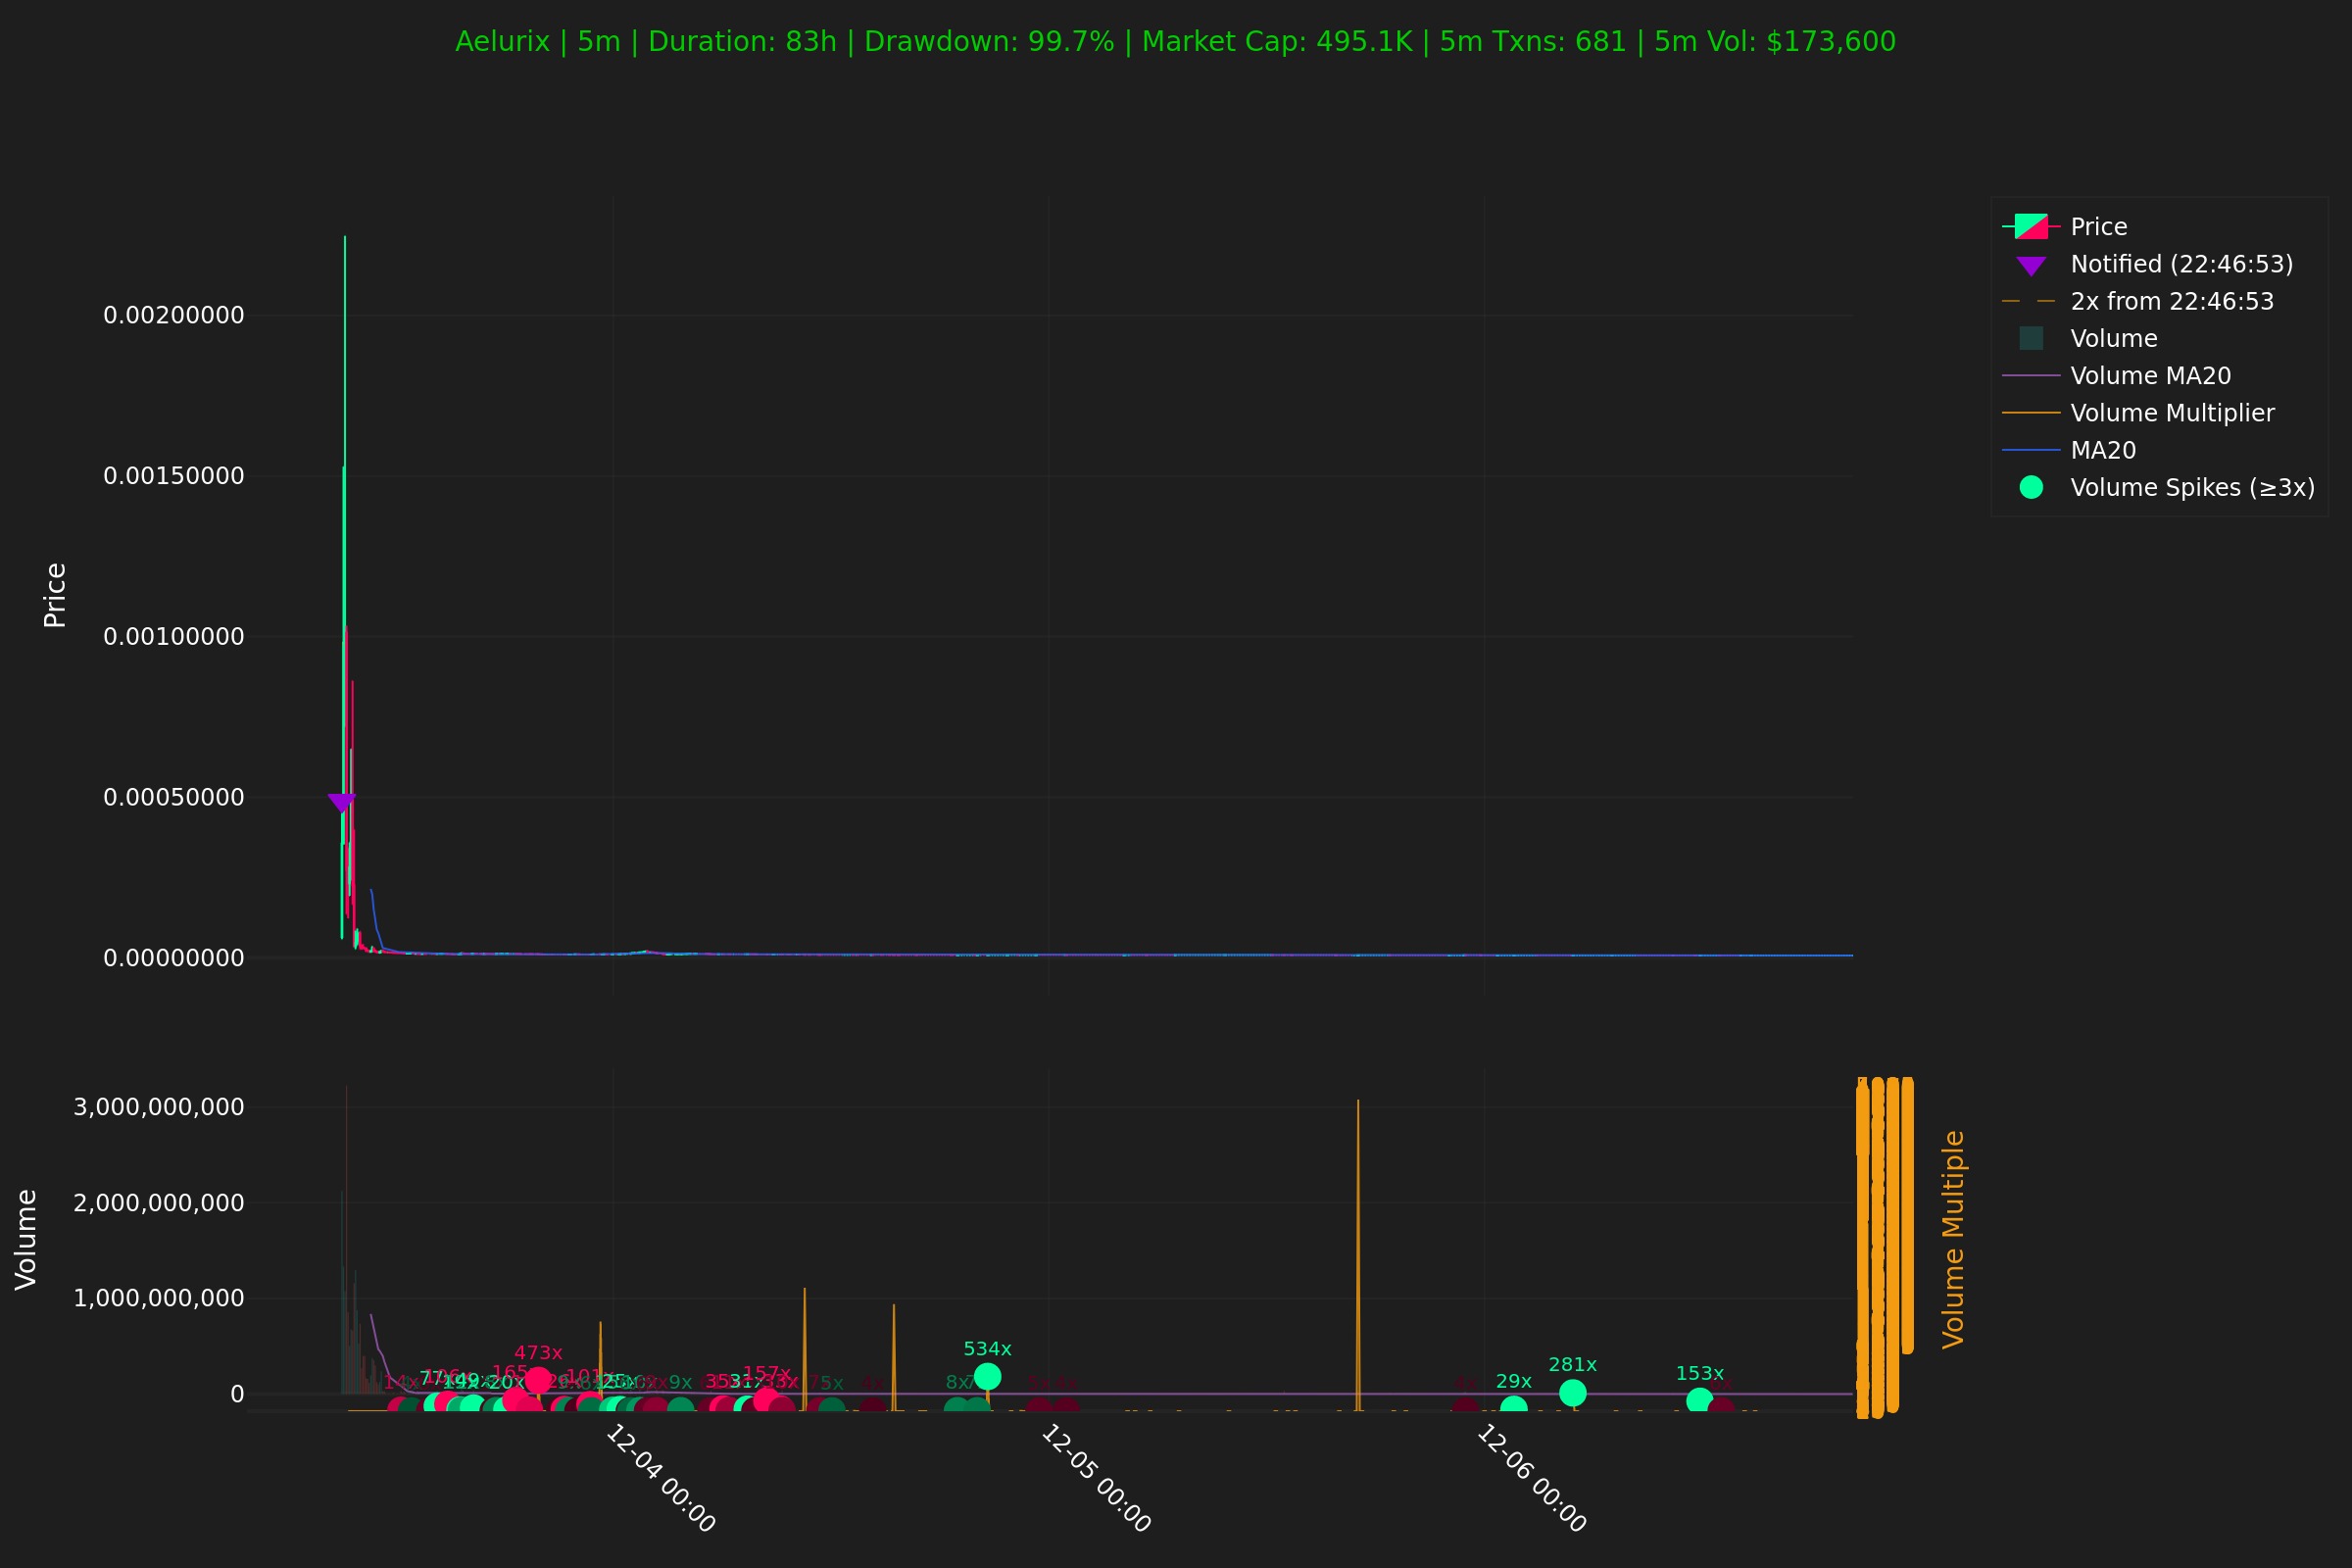 Aelurix | 5m | Duration: 83h | Drawdown: 99.7% | Market Cap: 495.1K | 5m Txns: 681 | 5m Vol: $173,600
Price
Notified (22:46:53)
2x from 22:46:53
Volume
Volume MA20
Volume Multiplier
MA20
Volume Spikes (≥3x)
Price
0.00200000
0.00150000
0.00100000
0.00050000
0.00000000
Volume
3,000,000,000
2,000,000,000
1,000,000,000
0
14x
20x
473x
9x
157x
5x
4x
8x
534x
29x
281x
153x
Volume Multiple
12-04 00:00
12-05 00:00
12-06 00:00